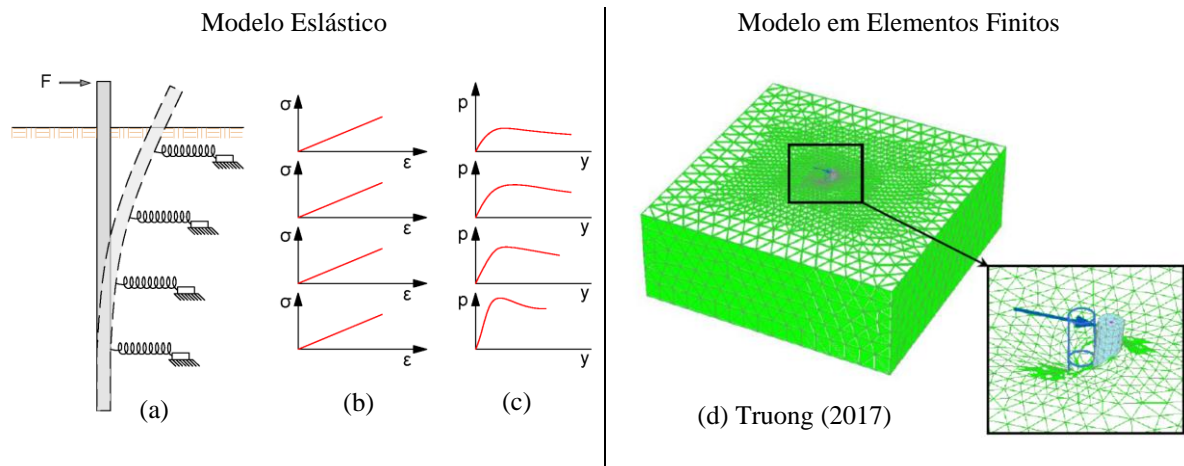 Modelo Eslástico
F
σ
ε
σ
ε
σ
ε
σ
ε
p
y
p
y
p
y
p
y
(a)
(b)
(c)
Modelo em Elementos Finitos
(d) Truong (2017)